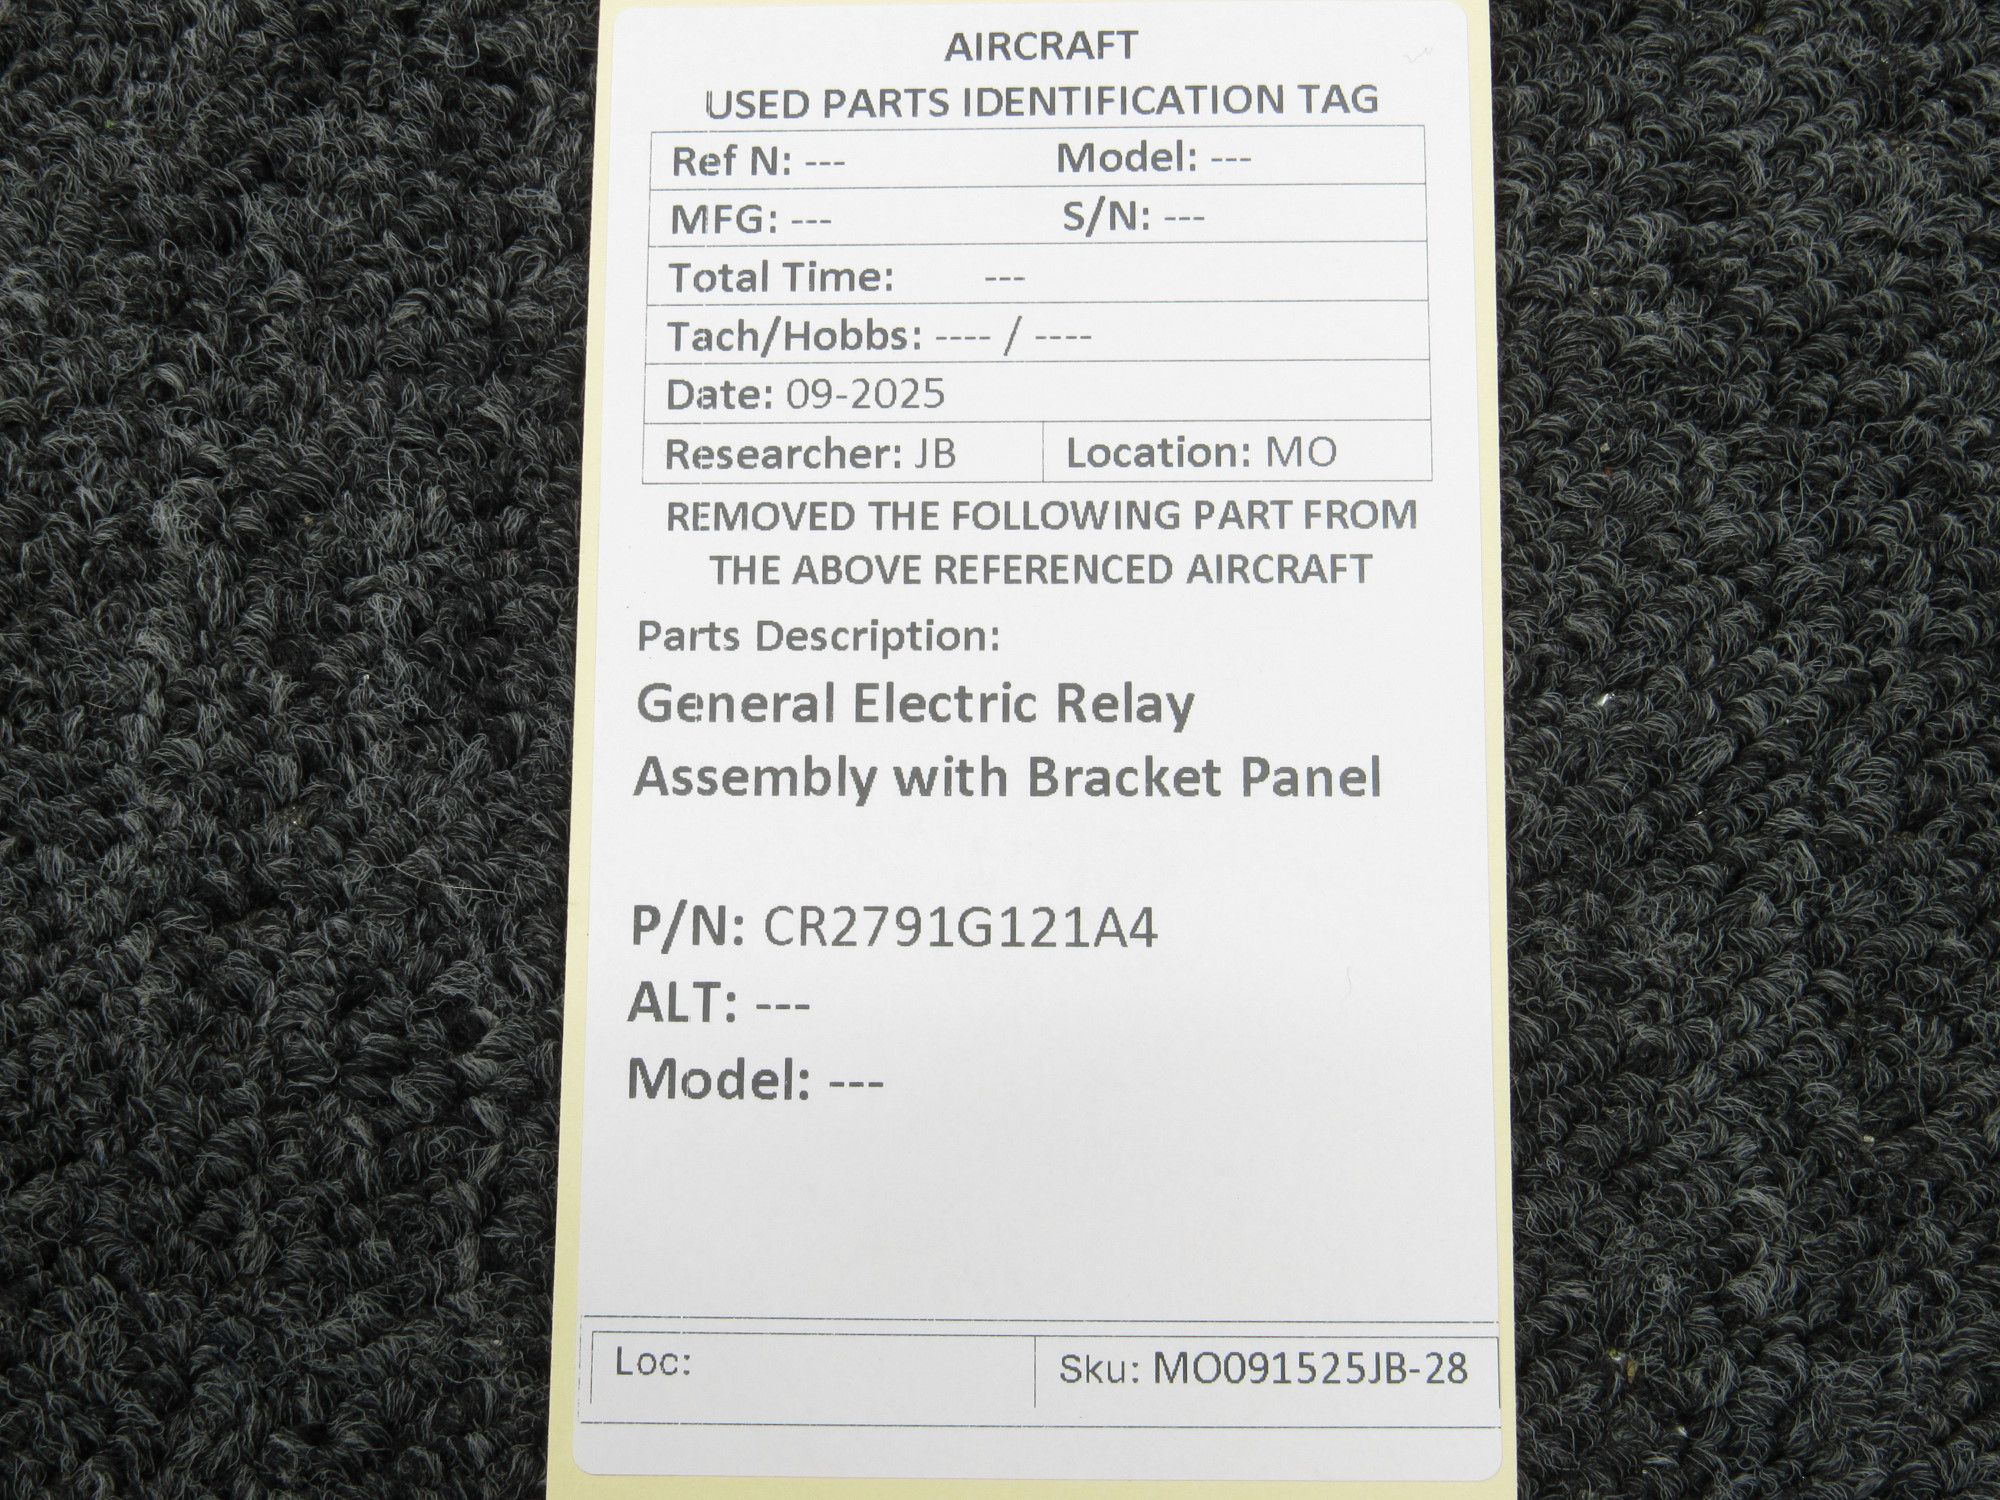 AIRCRAFT
USED PARTS IDENTIFICATION TAG
Ref N: --- Model: ---
MFG: --- S/N: ---
Total Time: ---
Tach/Hobbs: ---- / ----
Date: 09-2025
Researcher: JB Location: MO
REMOVED THE FOLLOWING PART FROM
THE ABOVE REFERENCED AIRCRAFT
Parts Description:
General Electric Relay
Assembly with Bracket Panel
P/N: CR2791G121A4
ALT: ---
Model: ---
Loc: Sku: MO091525JB-28